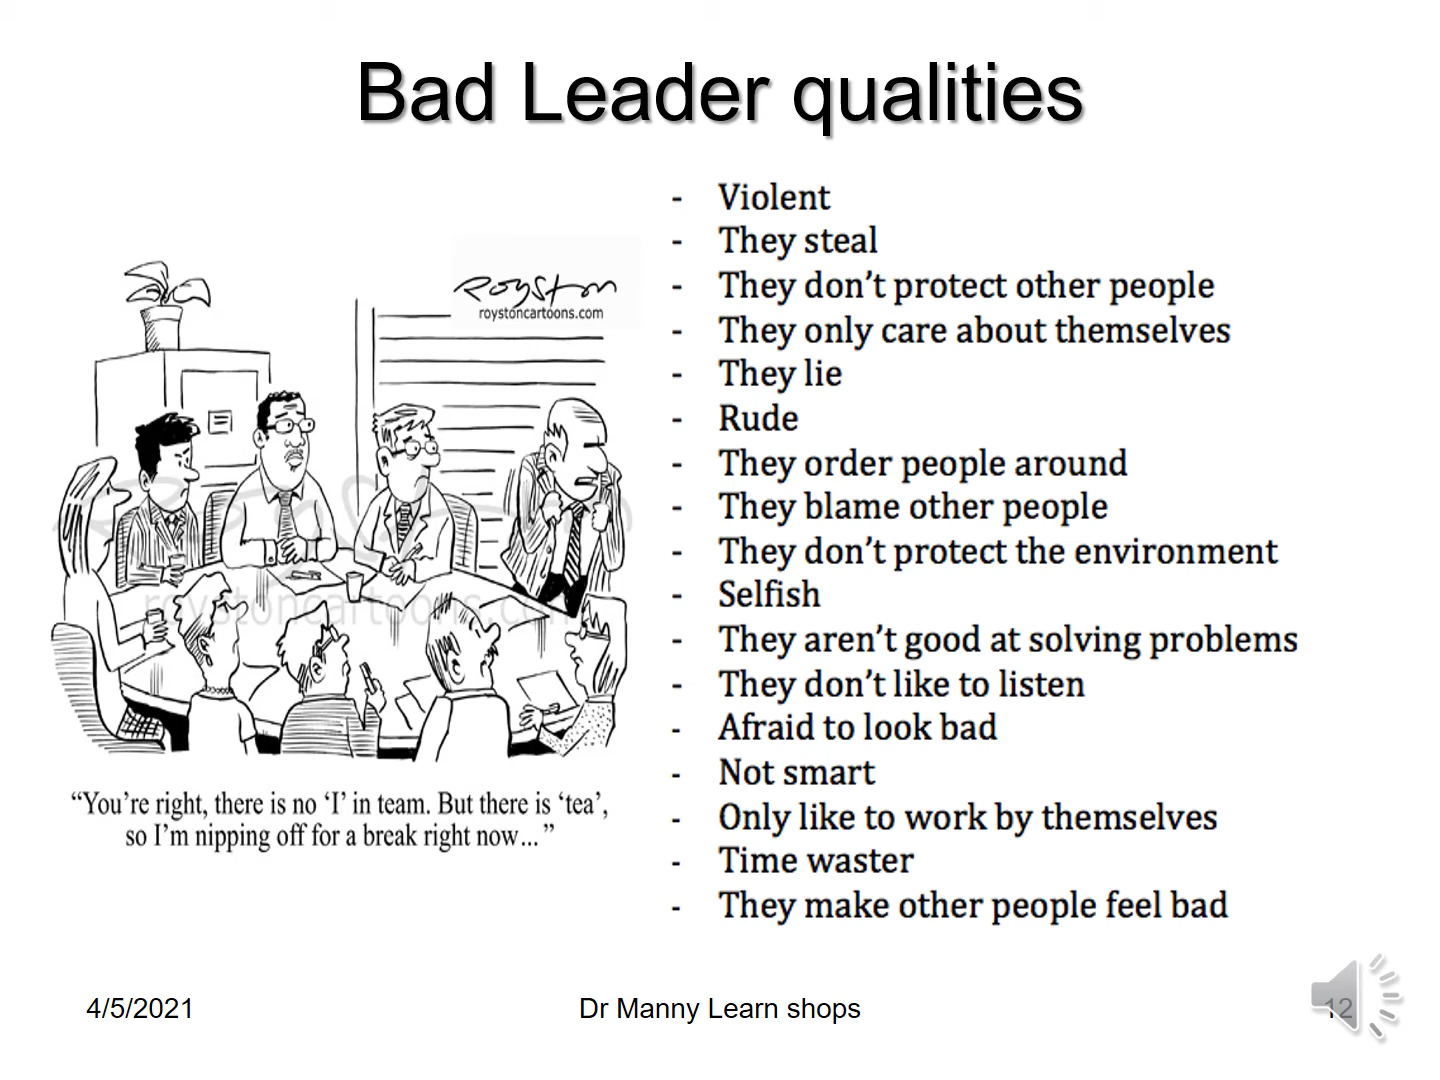 Bad Leader qualities
Royston
roystoncartoons.com
Royston
roystoncartoons.com
“You’re right, there is no ‘I’ in team. But there is ‘tea’,
so I’m nipping off for a break right now...”
- Violent
- They steal
- They don’t protect other people
- They only care about themselves
- They lie
- Rude
- They order people around
- They blame other people
- They don’t protect the environment
- Selfish
- They aren’t good at solving problems
- They don’t like to listen
- Afraid to look bad
- Not smart
- Only like to work by themselves
- Time waster
- They make other people feel bad
4/5/2021
Dr Manny Learn shops
12